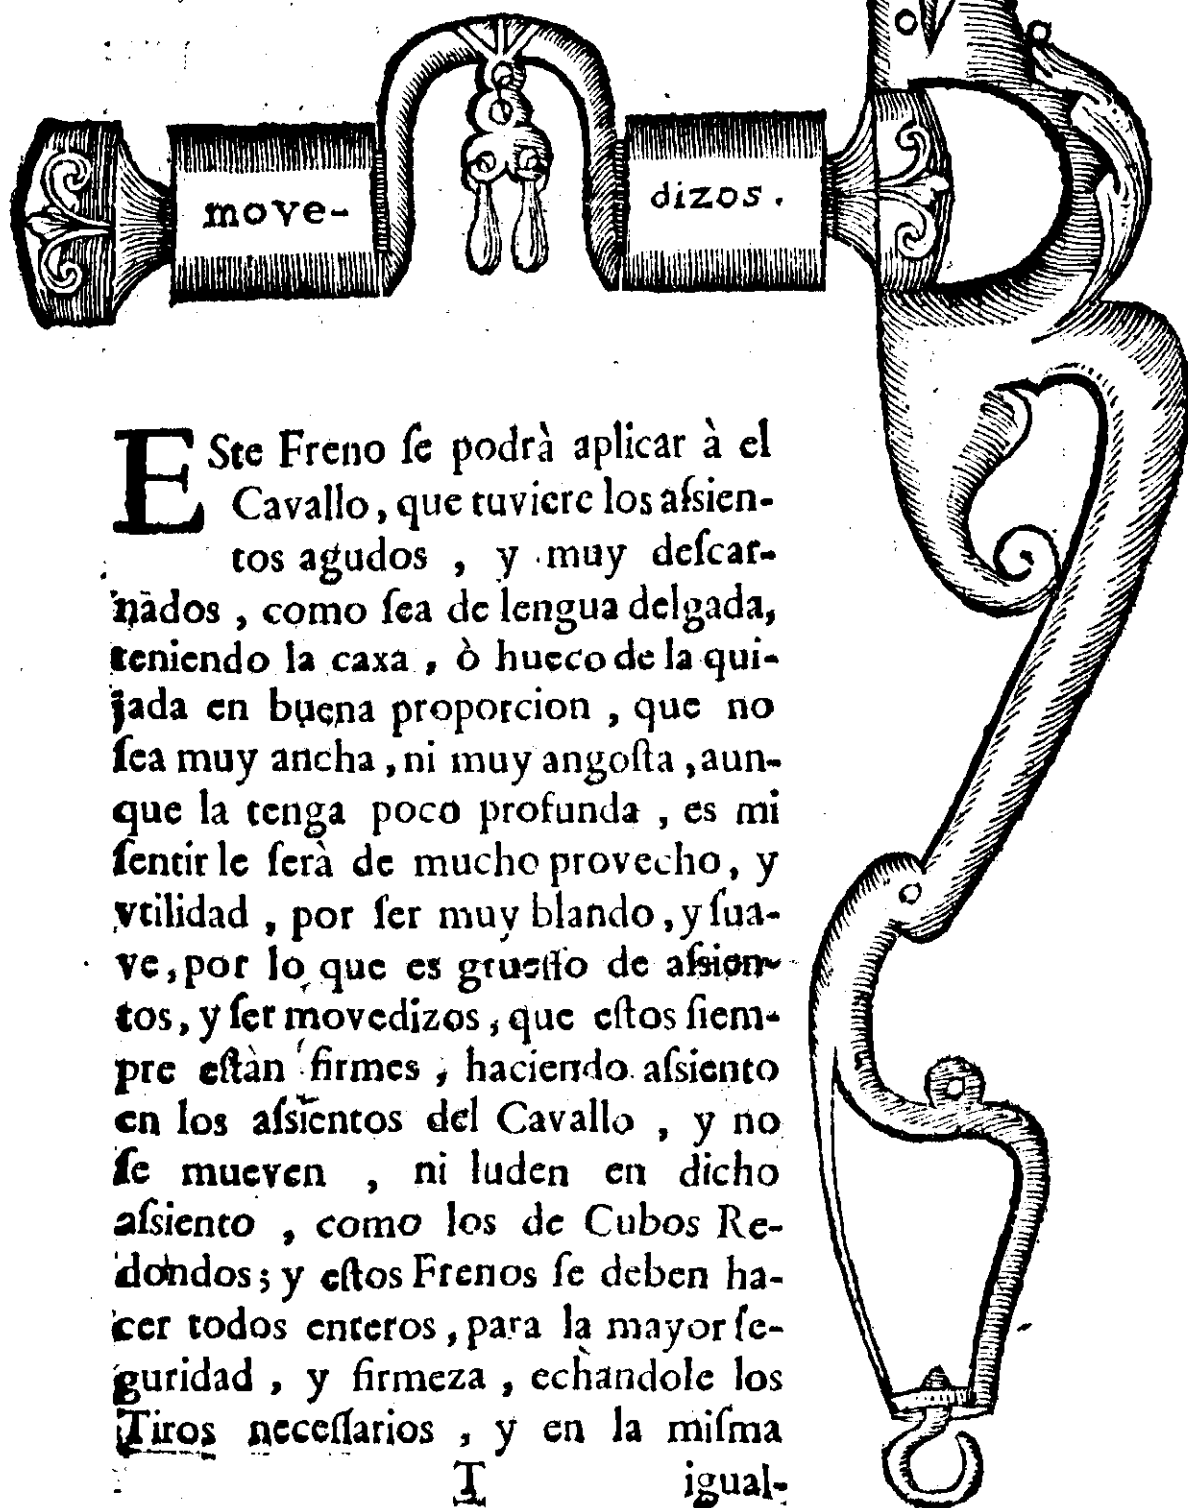 move-
dizos.
ESte Freno ſe podrà aplicar à el
Cavallo, que tuviere los aſsien-
tos agudos , y muy deſcar-
nados , como ſea de lengua delgada,
teniendo la caxa , ò hueco de la qui-
jada en buena proporcion , que no
ſea muy ancha , ni muy angoſta , aun-
que la tenga poco profunda , es mi
ſentir le ſerà de mucho provecho, y
vtilidad , por ſer muy blando, y ſua-
ve, por lo que es grueſſo de aſsien-
tos, y ſer movedizos, que eſtos ſiem-
pre eſtàn firmes , haciendo aſsiento
en los aſsientos del Cavallo , y no
ſe mueven , ni luden en dicho
aſsiento , como los de Cubos Re-
dondos; y eſtos Frenos ſe deben ha-
cer todos enteros, para la mayor ſe-
guridad , y firmeza , echandole los
Tiros neceſſarios , y en la miſma
T igual-